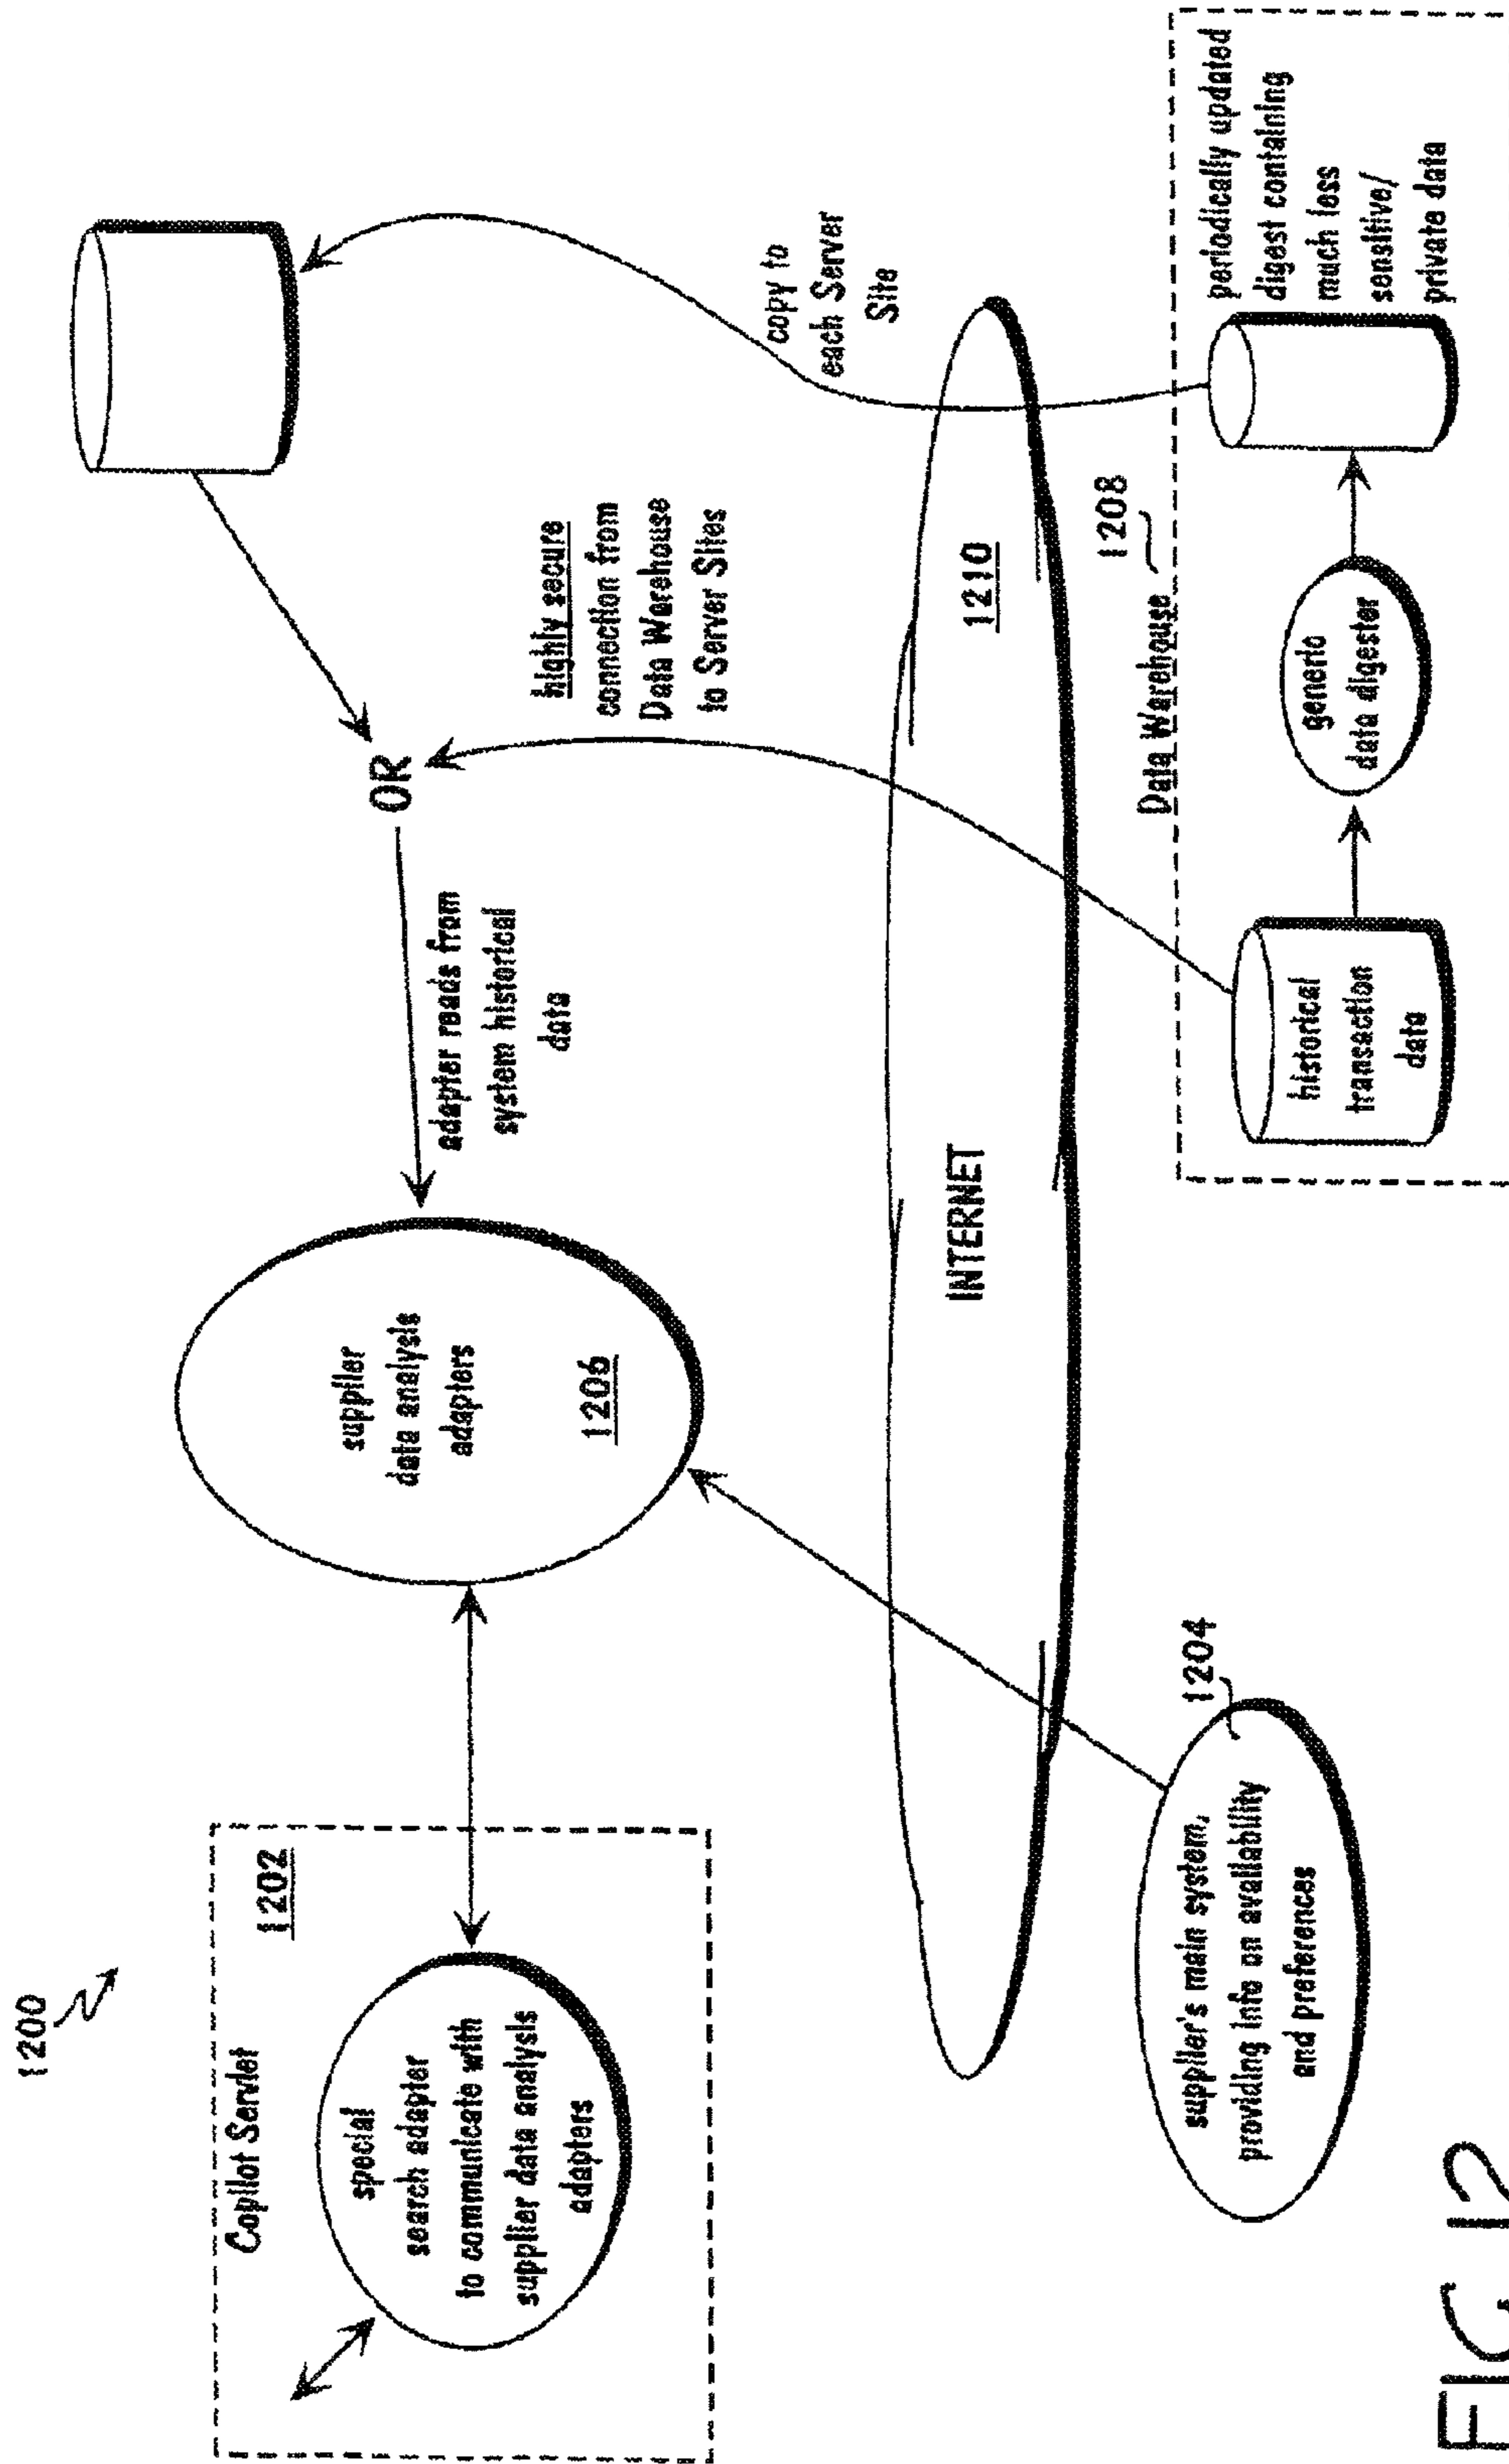 1200
Copilot Servlet
1202
special
search adapter
to communicate with
supplier data analysis
adapters
supplier
data analysis
adapters
1206
adapter reads from
system historical
data
OR
highly secure
connection from
Data Warehouse
to Server Sites
copy to
each Server
Site
INTERNET
1210
1204
supplier's main system,
providing info on availability
and preferences
Data Warehouse
1208
historical
transaction
data
generic
data digester
periodically updated
digest containing
much less
sensitive/
private data
FIG. 12